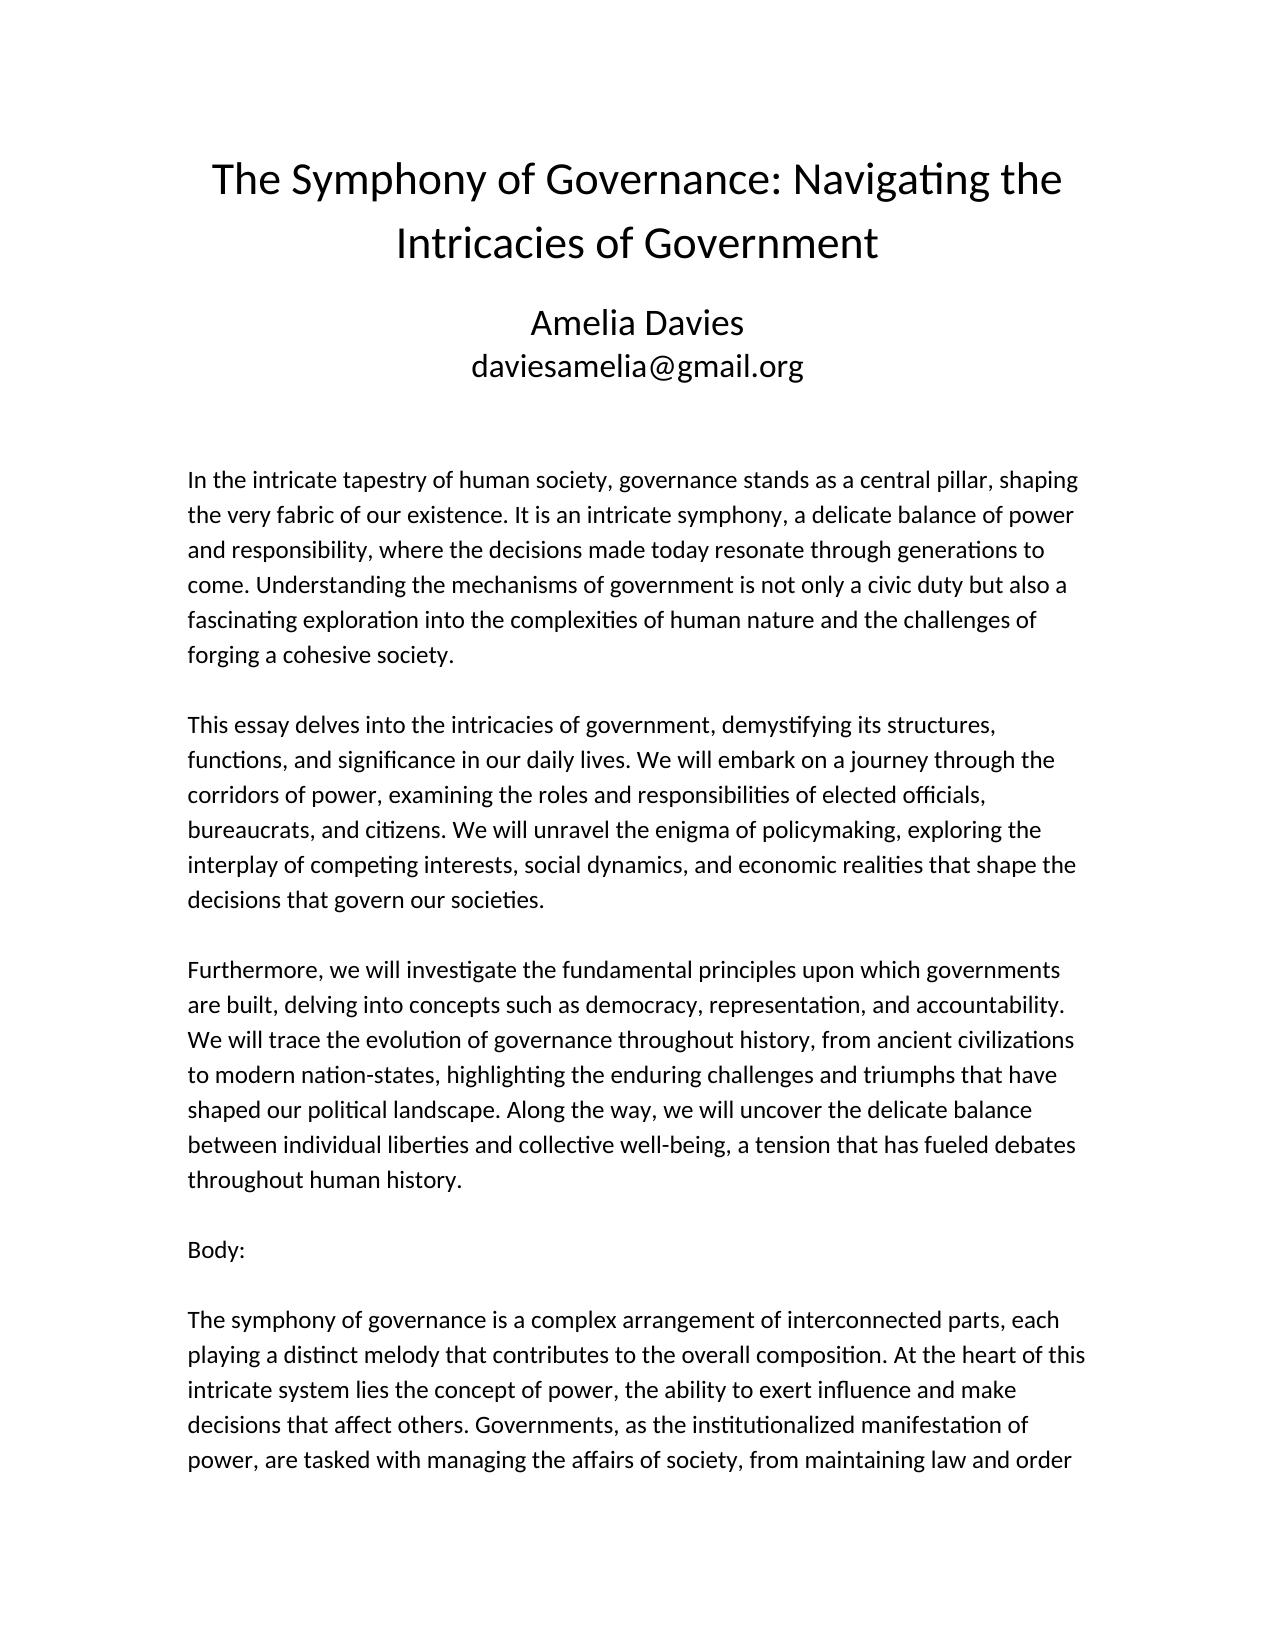 The Symphony of Governance: Navigating the
Intricacies of Government
Amelia Davies
daviesamelia@gmail.org
In the intricate tapestry of human society, governance stands as a central pillar, shaping
the very fabric of our existence. It is an intricate symphony, a delicate balance of power
and responsibility, where the decisions made today resonate through generations to
come. Understanding the mechanisms of government is not only a civic duty but also a
fascinating exploration into the complexities of human nature and the challenges of
forging a cohesive society.
This essay delves into the intricacies of government, demystifying its structures,
functions, and significance in our daily lives. We will embark on a journey through the
corridors of power, examining the roles and responsibilities of elected officials,
bureaucrats, and citizens. We will unravel the enigma of policymaking, exploring the
interplay of competing interests, social dynamics, and economic realities that shape the
decisions that govern our societies.
Furthermore, we will investigate the fundamental principles upon which governments
are built, delving into concepts such as democracy, representation, and accountability.
We will trace the evolution of governance throughout history, from ancient civilizations
to modern nation-states, highlighting the enduring challenges and triumphs that have
shaped our political landscape. Along the way, we will uncover the delicate balance
between individual liberties and collective well-being, a tension that has fueled debates
throughout human history.
Body:
The symphony of governance is a complex arrangement of interconnected parts, each
playing a distinct melody that contributes to the overall composition. At the heart of this
intricate system lies the concept of power, the ability to exert influence and make
decisions that affect others. Governments, as the institutionalized manifestation of
power, are tasked with managing the affairs of society, from maintaining law and order